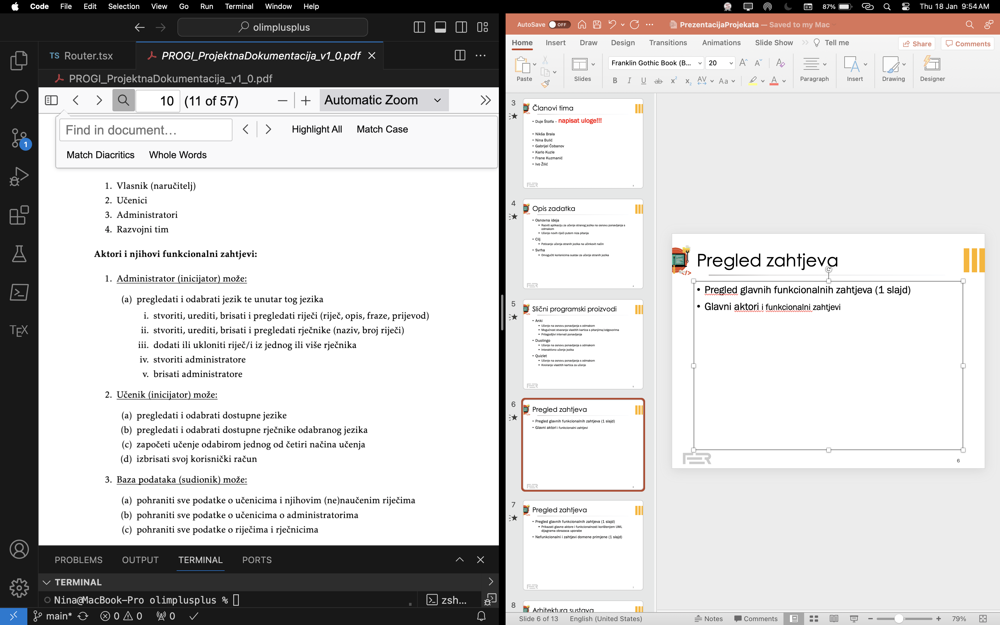 Code File Edit Selection View Go Run Terminal Window Help
87% Thu 18 Jan 9:54 AM
olimplusplus
TS Router.tsx
PROGI_ProjektnaDokumentacija_v1_0.pdf
PROGI_ProjektnaDokumentacija_v1_0.pdf
10 (11 of 57)
Automatic Zoom
Find in document...
Highlight All Match Case
Match Diacritics Whole Words
1
TEX
1. Vlasnik (naručitelj)
2. Učenici
3. Administratori
4. Razvojni tim
Aktori i njihovi funkcionalni zahtjevi:
1. Administrator (inicijator) može:
(a) pregledati i odabrati jezik te unutar tog jezika
i. stvoriti, urediti, brisati i pregledati riječi (riječ, opis, fraze, prijevod)
ii. stvoriti, urediti, brisati i pregledati rječnike (naziv, broj riječi)
iii. dodati ili ukloniti riječ/i iz jednog ili više rječnika
iv. stvoriti administratore
v. brisati administratore
2. Učenik (inicijator) može:
(a) pregledati i odabrati dostupne jezike
(b) pregledati i odabrati dostupne rječnike odabranog jezika
(c) započeti učenje odabirom jednog od četiri načina učenja
(d) izbrisati svoj korisnički račun
3. Baza podataka (sudionik) može:
(a) pohraniti sve podatke o učenicima i njihovim (ne)naučenim riječima
(b) pohraniti sve podatke o učenicima o administratorima
(c) pohraniti sve podatke o riječima i rječnicima
PROBLEMS OUTPUT TERMINAL PORTS
TERMINAL
Nina@MacBook-Pro olimplusplus %
zsh...
main* 0 0 0
AutoSave OFF
PrezentacijaProjekata — Saved to my Mac
Home Insert Draw Design Transitions Animations Slide Show Tell me
Share Comments
Franklin Gothic Book (B... 20
Paste Slides
B I U ab x² x₂ AV Aa A
Paragraph Insert Drawing Designer
3
Članovi tima
• Duje Štolfa – napisat uloge!!!
• Nikša Brala
• Nina Bulić
• Gabrijel Čobanov
• Karlo Kuzle
• Frane Kuzmanić
• Ivo Žilić
FER
3
4
Opis zadatka
• Osnovna ideja
• Razviti aplikaciju za učenje stranog jezika na osnovu ponavljanja s
odmakom
• Učenje novih riječi putem niza pitanja
• Cilj
• Poticanje učenja stranih jezika na učinkovit način
• Svrha
• Omogućiti korisnicima sustav za učenje stranih jezika
FER
4
5
Slični programski proizvodi
• Anki
• Učenje na osnovu ponavljanja s odmakom
• Mogućnost stvaranja vlastitih kartica s pitanjima/odgovorima
• Prilagodljivi intervali ponavljanja
• Duolingo
• Učenje na osnovu ponavljanja s odmakom
• Interaktivno učenje jezika
• Quizlet
• Učenje na osnovu ponavljanja s odmakom
• Kreiranje vlastitih kartica za učenje
FER
5
6
Pregled zahtjeva
• Pregled glavnih funkcionalnih zahtjeva (1 slajd)
• Glavni aktori i funkcionalni zahtjevi
FER
6
7
Pregled zahtjeva
• Pregled glavnih funkcionalnih zahtjeva (1 slajd)
• Prikazati glavne aktore i funkcionalnosti korištenjem UML
dijagrama obrazaca uporabe
• Nefunkcionalni i zahtjevi domene primjene (1 slajd)
FER
7
8
Arhitektura sustava
Pregled zahtjeva
• Pregled glavnih funkcionalnih zahtjeva (1 slajd)
• Glavni aktori i funkcionalni zahtjevi
FER
6
Slide 6 of 13 English (United States)
Notes Comments 79%